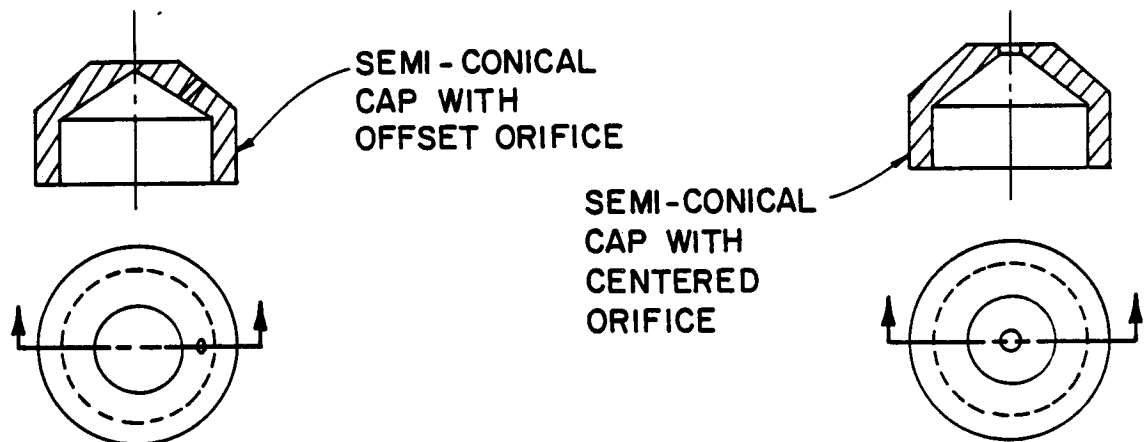 SEMI-CONICAL
CAP WITH
OFFSET ORIFICE
SEMI-CONICAL
CAP WITH
CENTERED
ORIFICE